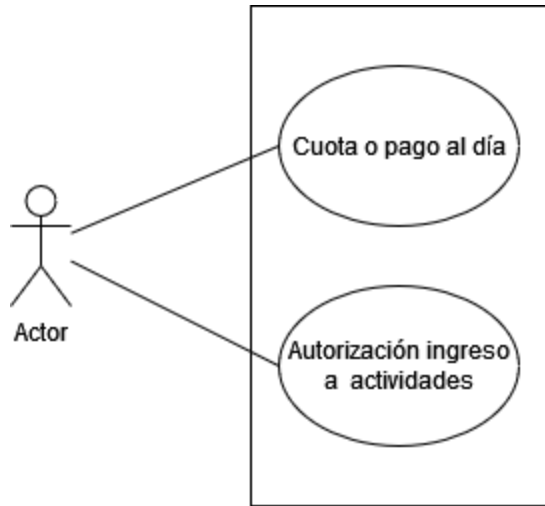 Cuota o pago al día
Actor
Autorización ingreso
a actividades